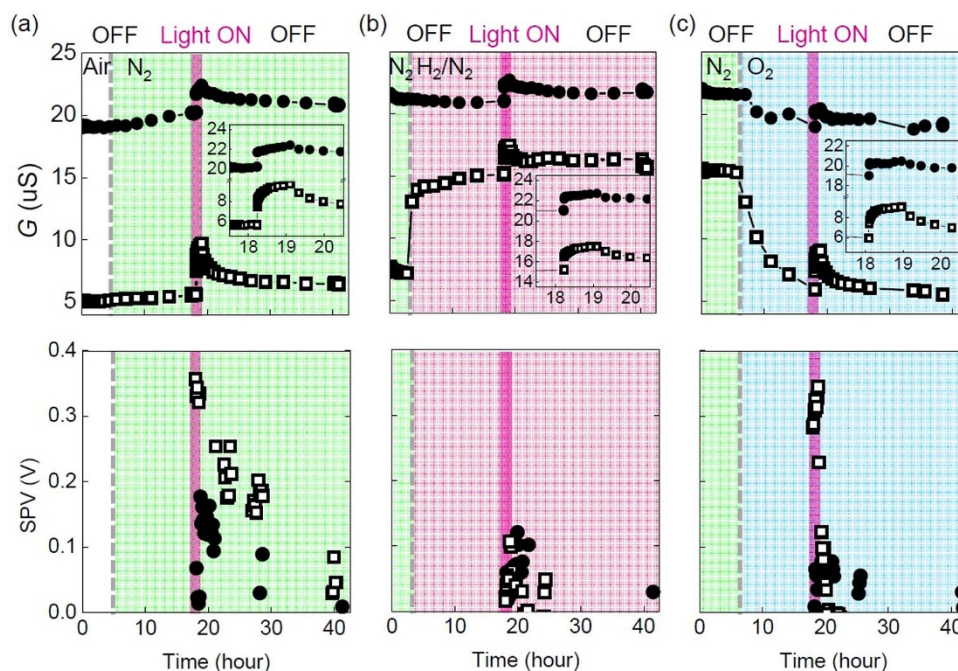 (a) OFF Light ON OFF
(b) OFF Light ON OFF
(c) OFF Light ON OFF
Air N2
N2 H2/N2
N2 O2
G (uS)
25
20
15
10
5
24
22
20
8
6
18 19 20
24
22
18
16
14
18 19 20
22
20
18
8
6
18 19 20
SPV (V)
0.4
0.3
0.2
0.1
0.0
0 10 20 30 40
0 10 20 30 40
0 10 20 30 40
Time (hour)
Time (hour)
Time (hour)